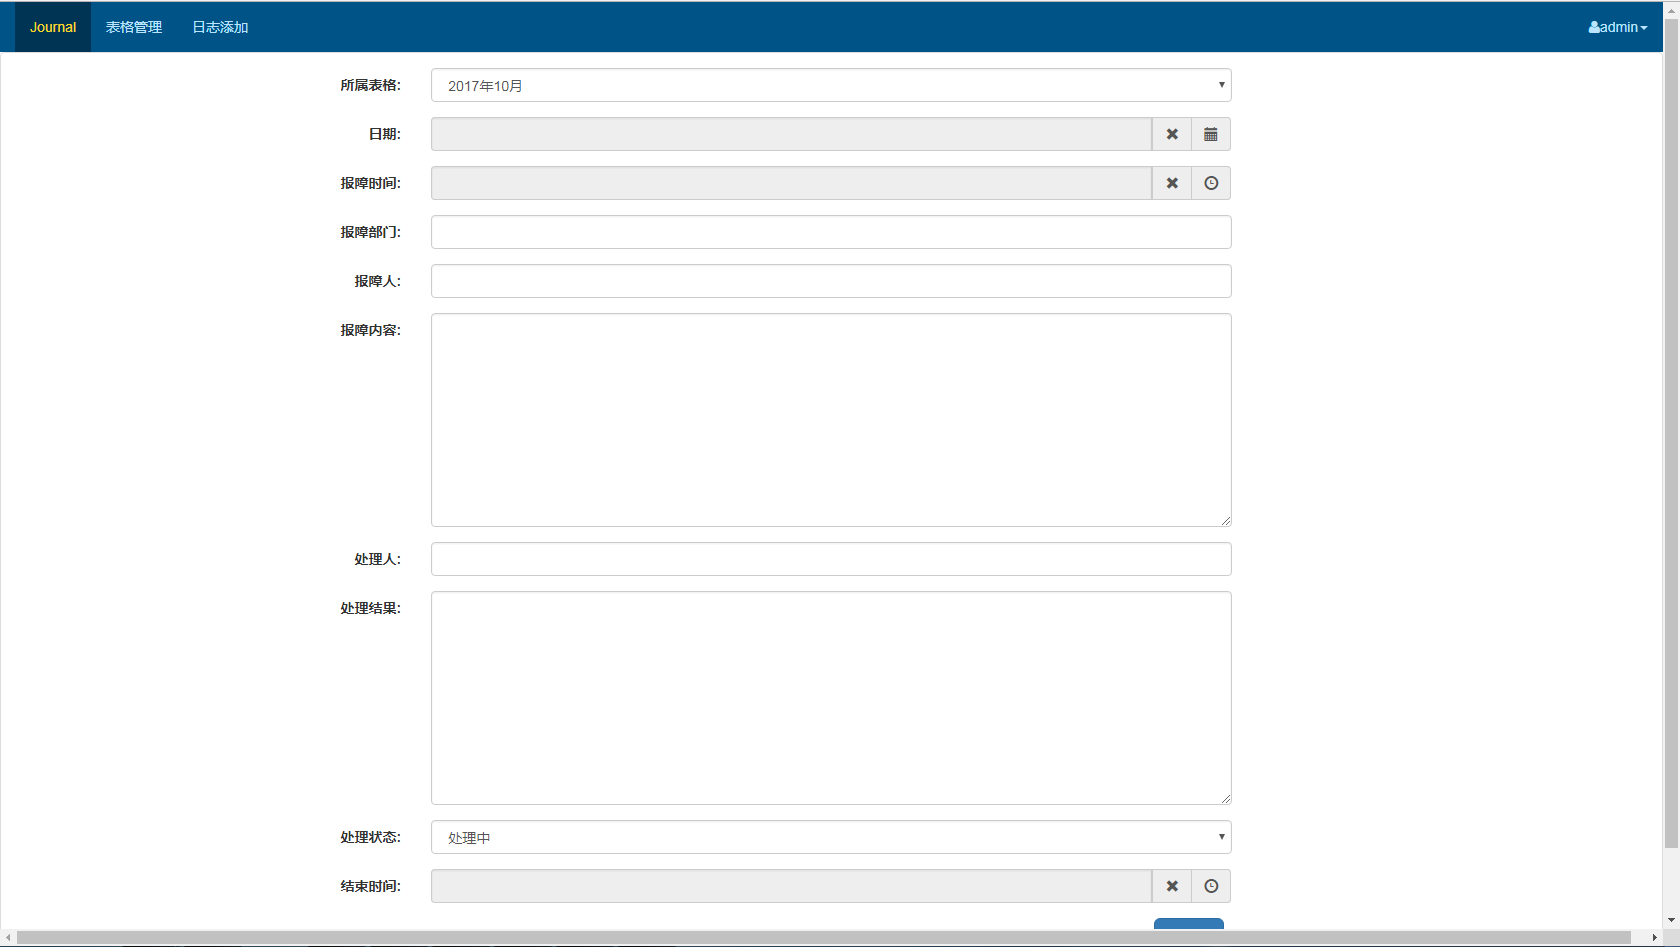 Journal 表格管理 日志添加 admin
所属表格: 2017年10月
日期:
报障时间:
报障部门:
报障人:
报障内容:
处理人:
处理结果:
处理状态: 处理中
结束时间: